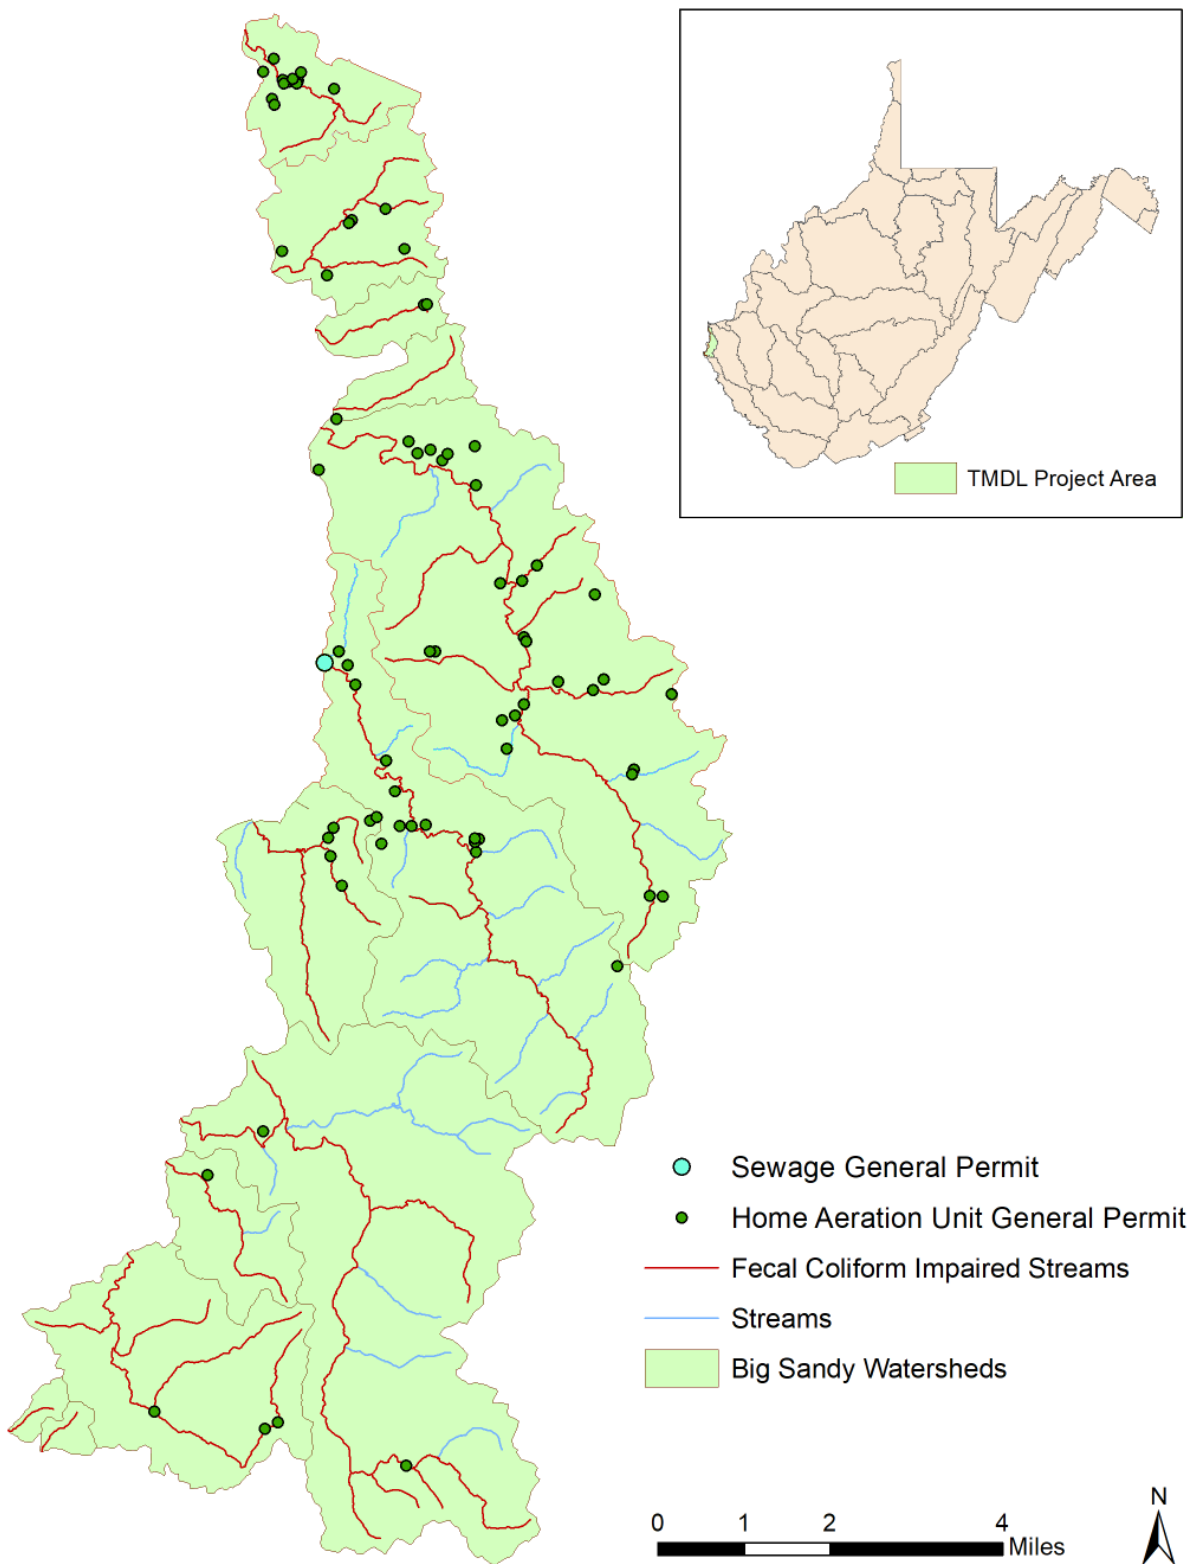 TMDL Project Area
Sewage General Permit
Home Aeration Unit General Permit
Fecal Coliform Impaired Streams
Streams
Big Sandy Watersheds
N
0 1 2 4
Miles